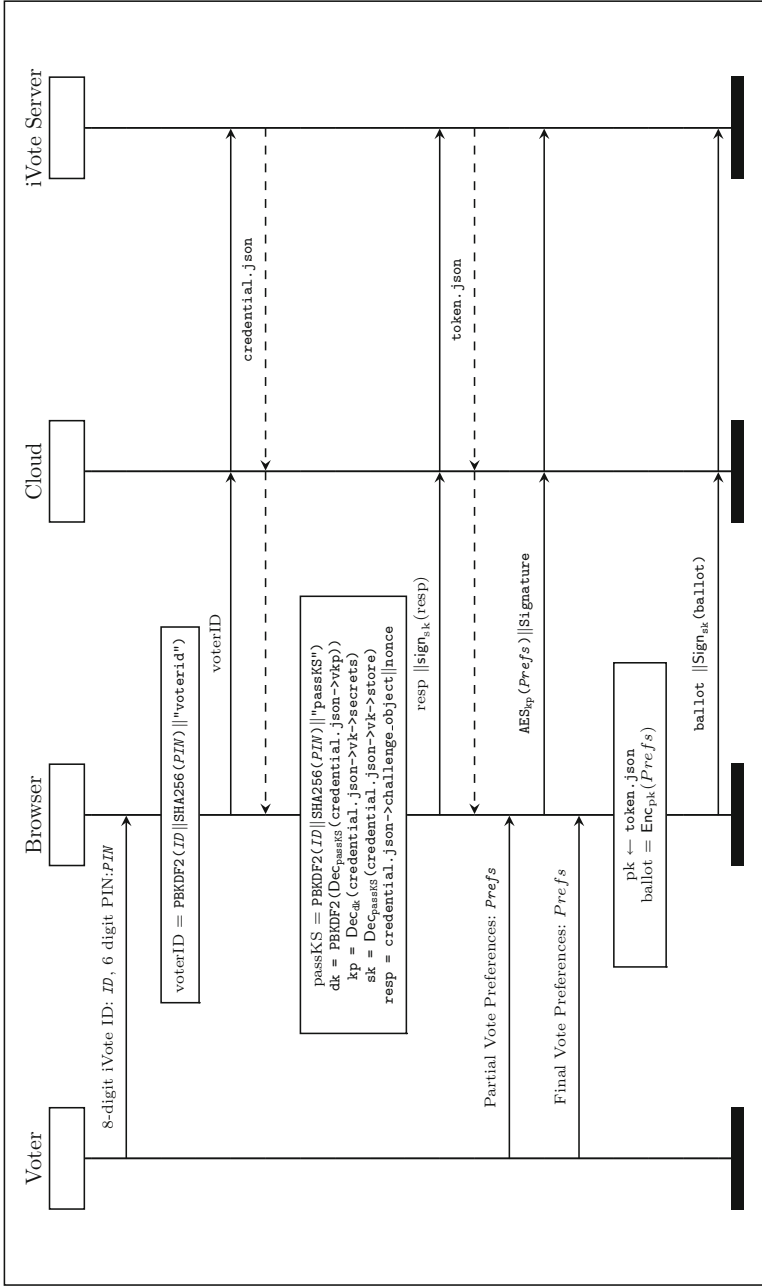 Voter
Browser
Cloud
iVote Server
8-digit iVote ID: ID, 6 digit PIN:PIN
voterID = PBKDF2(ID||SHA256(PIN)||"voterid")
voterID
credential.json
passKS = PBKDF2(ID||SHA256(PIN)||"passKS")
dk = PBKDF2(Dec_passKS(credential.json->vkp))
kp = Dec_dk(credential.json->vk->secrets)
sk = Dec_passKS(credential.json->vk->store)
resp = credential.json->challenge_object||nonce
resp ||sign_sk(resp)
token.json
Partial Vote Preferences: Prefs
AES_kp(Prefs)||Signature
Final Vote Preferences: Prefs
pk ← token.json
ballot = Enc_pk(Prefs)
ballot ||Sign_sk(ballot)